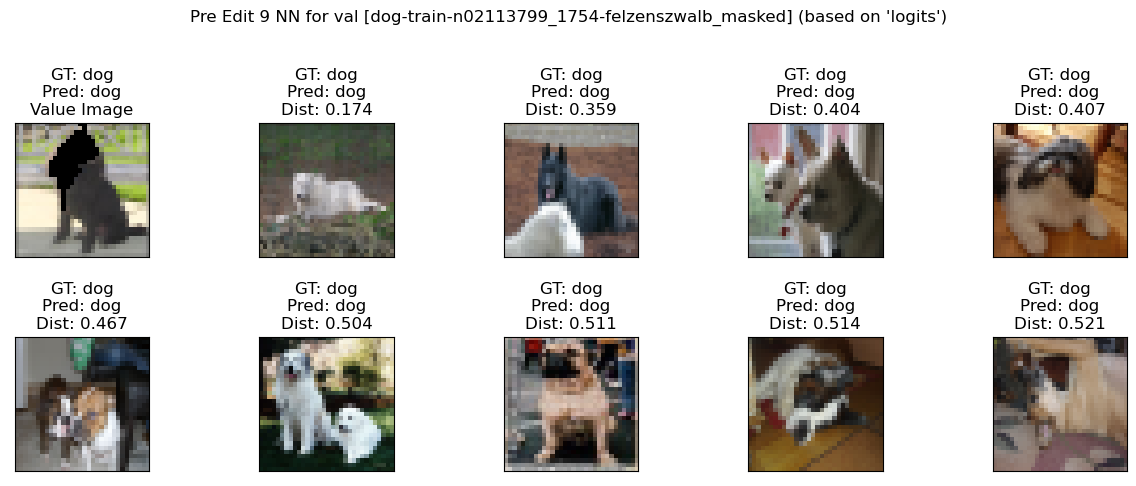 Pre Edit 9 NN for val [dog-train-n02113799_1754-felzenszwalb_masked] (based on 'logits')
GT: dog
Pred: dog
Value Image
GT: dog
Pred: dog
Dist: 0.174
GT: dog
Pred: dog
Dist: 0.359
GT: dog
Pred: dog
Dist: 0.404
GT: dog
Pred: dog
Dist: 0.407
GT: dog
Pred: dog
Dist: 0.467
GT: dog
Pred: dog
Dist: 0.504
GT: dog
Pred: dog
Dist: 0.511
GT: dog
Pred: dog
Dist: 0.514
GT: dog
Pred: dog
Dist: 0.521